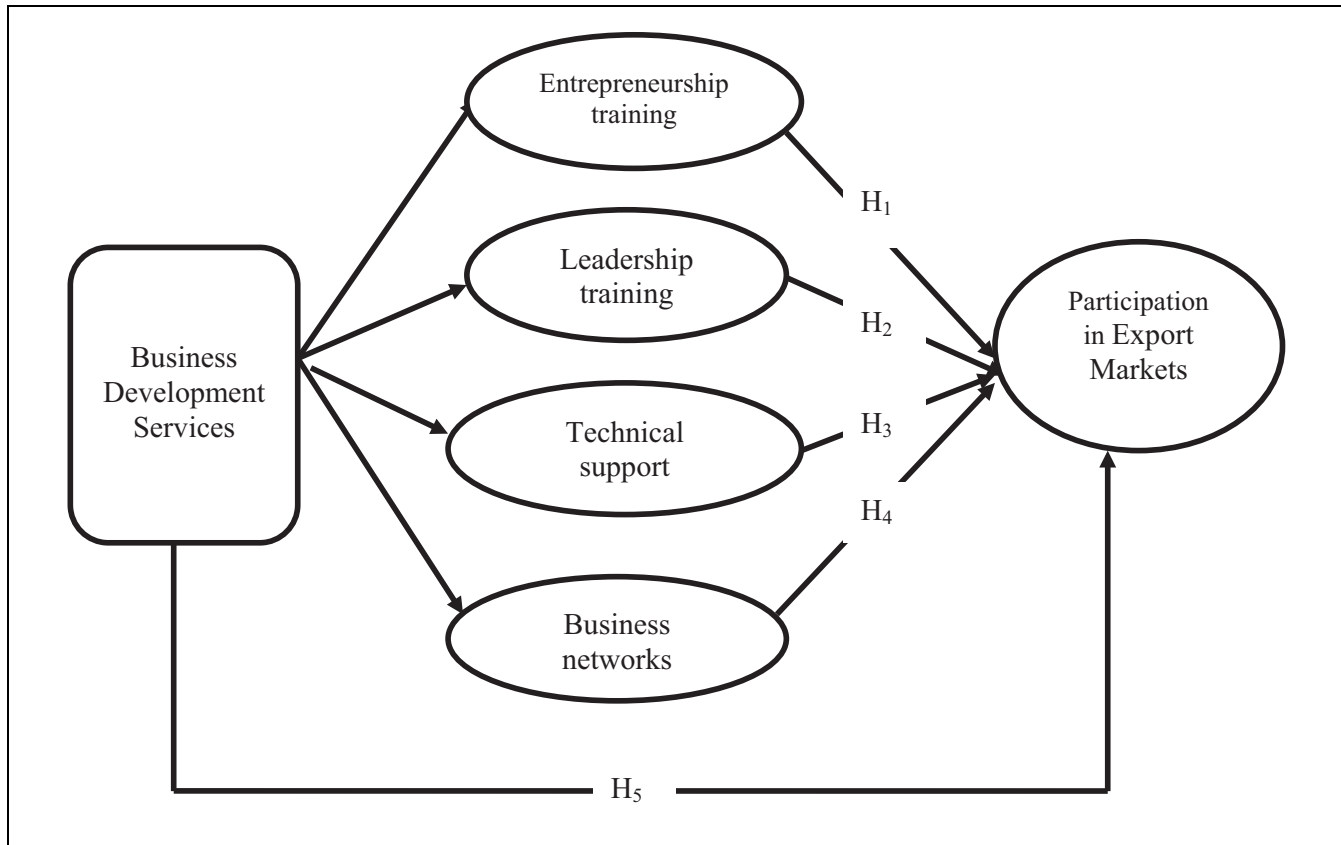 Entrepreneurship
training
H₁
Leadership
training
H₂
Business
Development
Services
Participation
in Export
Markets
Technical
support
H₃
H₄
Business
networks
H₅